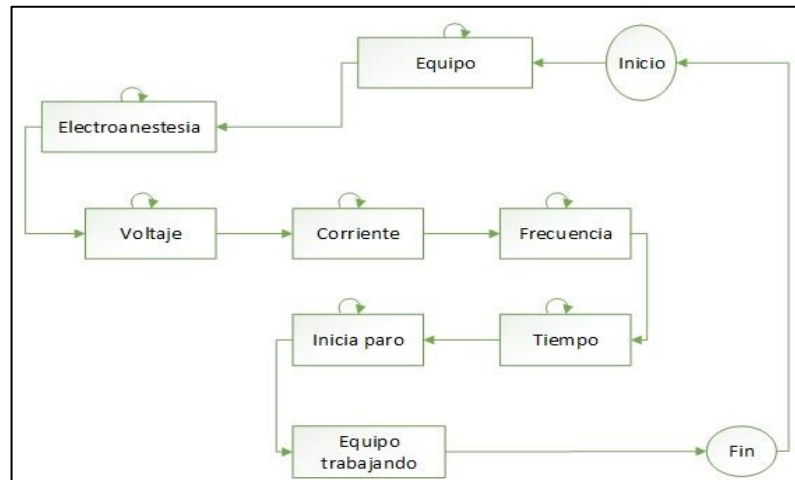 Equipo
Inicio
Electroanestesia
Voltaje
Corriente
Frecuencia
Inicia paro
Tiempo
Equipo
trabajando
Fin